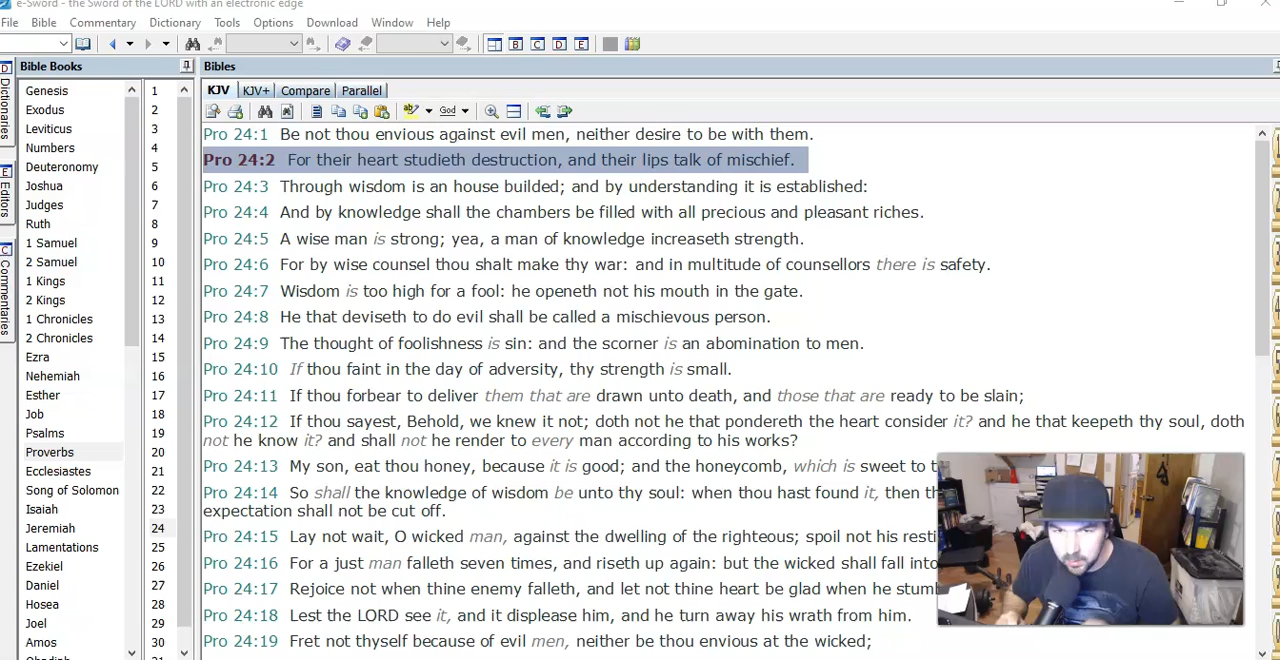 e-Sword - the Sword of the LORD with an electronic edge
File Bible Commentary Dictionary Tools Options Download Window Help
B C D E
Bible Books
Bibles
Dictionaries
Editors
Commentaries
KJV KJV+ Compare Parallel
God
Genesis 1
Exodus 2
Leviticus 3
Numbers 4
Deuteronomy 5
Joshua 6
Judges 7
Ruth 8
1 Samuel 9
2 Samuel 10
1 Kings 11
2 Kings 12
1 Chronicles 13
2 Chronicles 14
Ezra 15
Nehemiah 16
Esther 17
Job 18
Psalms 19
Proverbs 20
Ecclesiastes 21
Song of Solomon 22
Isaiah 23
Jeremiah 24
Lamentations 25
Ezekiel 26
Daniel 27
Hosea 28
Joel 29
Amos 30
Pro 24:1 Be not thou envious against evil men, neither desire to be with them.
Pro 24:2 For their heart studieth destruction, and their lips talk of mischief.
Pro 24:3 Through wisdom is an house builded; and by understanding it is established:
Pro 24:4 And by knowledge shall the chambers be filled with all precious and pleasant riches.
Pro 24:5 A wise man is strong; yea, a man of knowledge increaseth strength.
Pro 24:6 For by wise counsel thou shalt make thy war: and in multitude of counsellors there is safety.
Pro 24:7 Wisdom is too high for a fool: he openeth not his mouth in the gate.
Pro 24:8 He that deviseth to do evil shall be called a mischievous person.
Pro 24:9 The thought of foolishness is sin: and the scorner is an abomination to men.
Pro 24:10 If thou faint in the day of adversity, thy strength is small.
Pro 24:11 If thou forbear to deliver them that are drawn unto death, and those that are ready to be slain;
Pro 24:12 If thou sayest, Behold, we knew it not; doth not he that pondereth the heart consider it? and he that keepeth thy soul, doth
not he know it? and shall not he render to every man according to his works?
Pro 24:13 My son, eat thou honey, because it is good; and the honeycomb, which is sweet to t
Pro 24:14 So shall the knowledge of wisdom be unto thy soul: when thou hast found it, then th
expectation shall not be cut off.
Pro 24:15 Lay not wait, O wicked man, against the dwelling of the righteous; spoil not his resti
Pro 24:16 For a just man falleth seven times, and riseth up again: but the wicked shall fall into
Pro 24:17 Rejoice not when thine enemy falleth, and let not thine heart be glad when he stumb
Pro 24:18 Lest the LORD see it, and it displease him, and he turn away his wrath from him.
Pro 24:19 Fret not thyself because of evil men, neither be thou envious at the wicked;